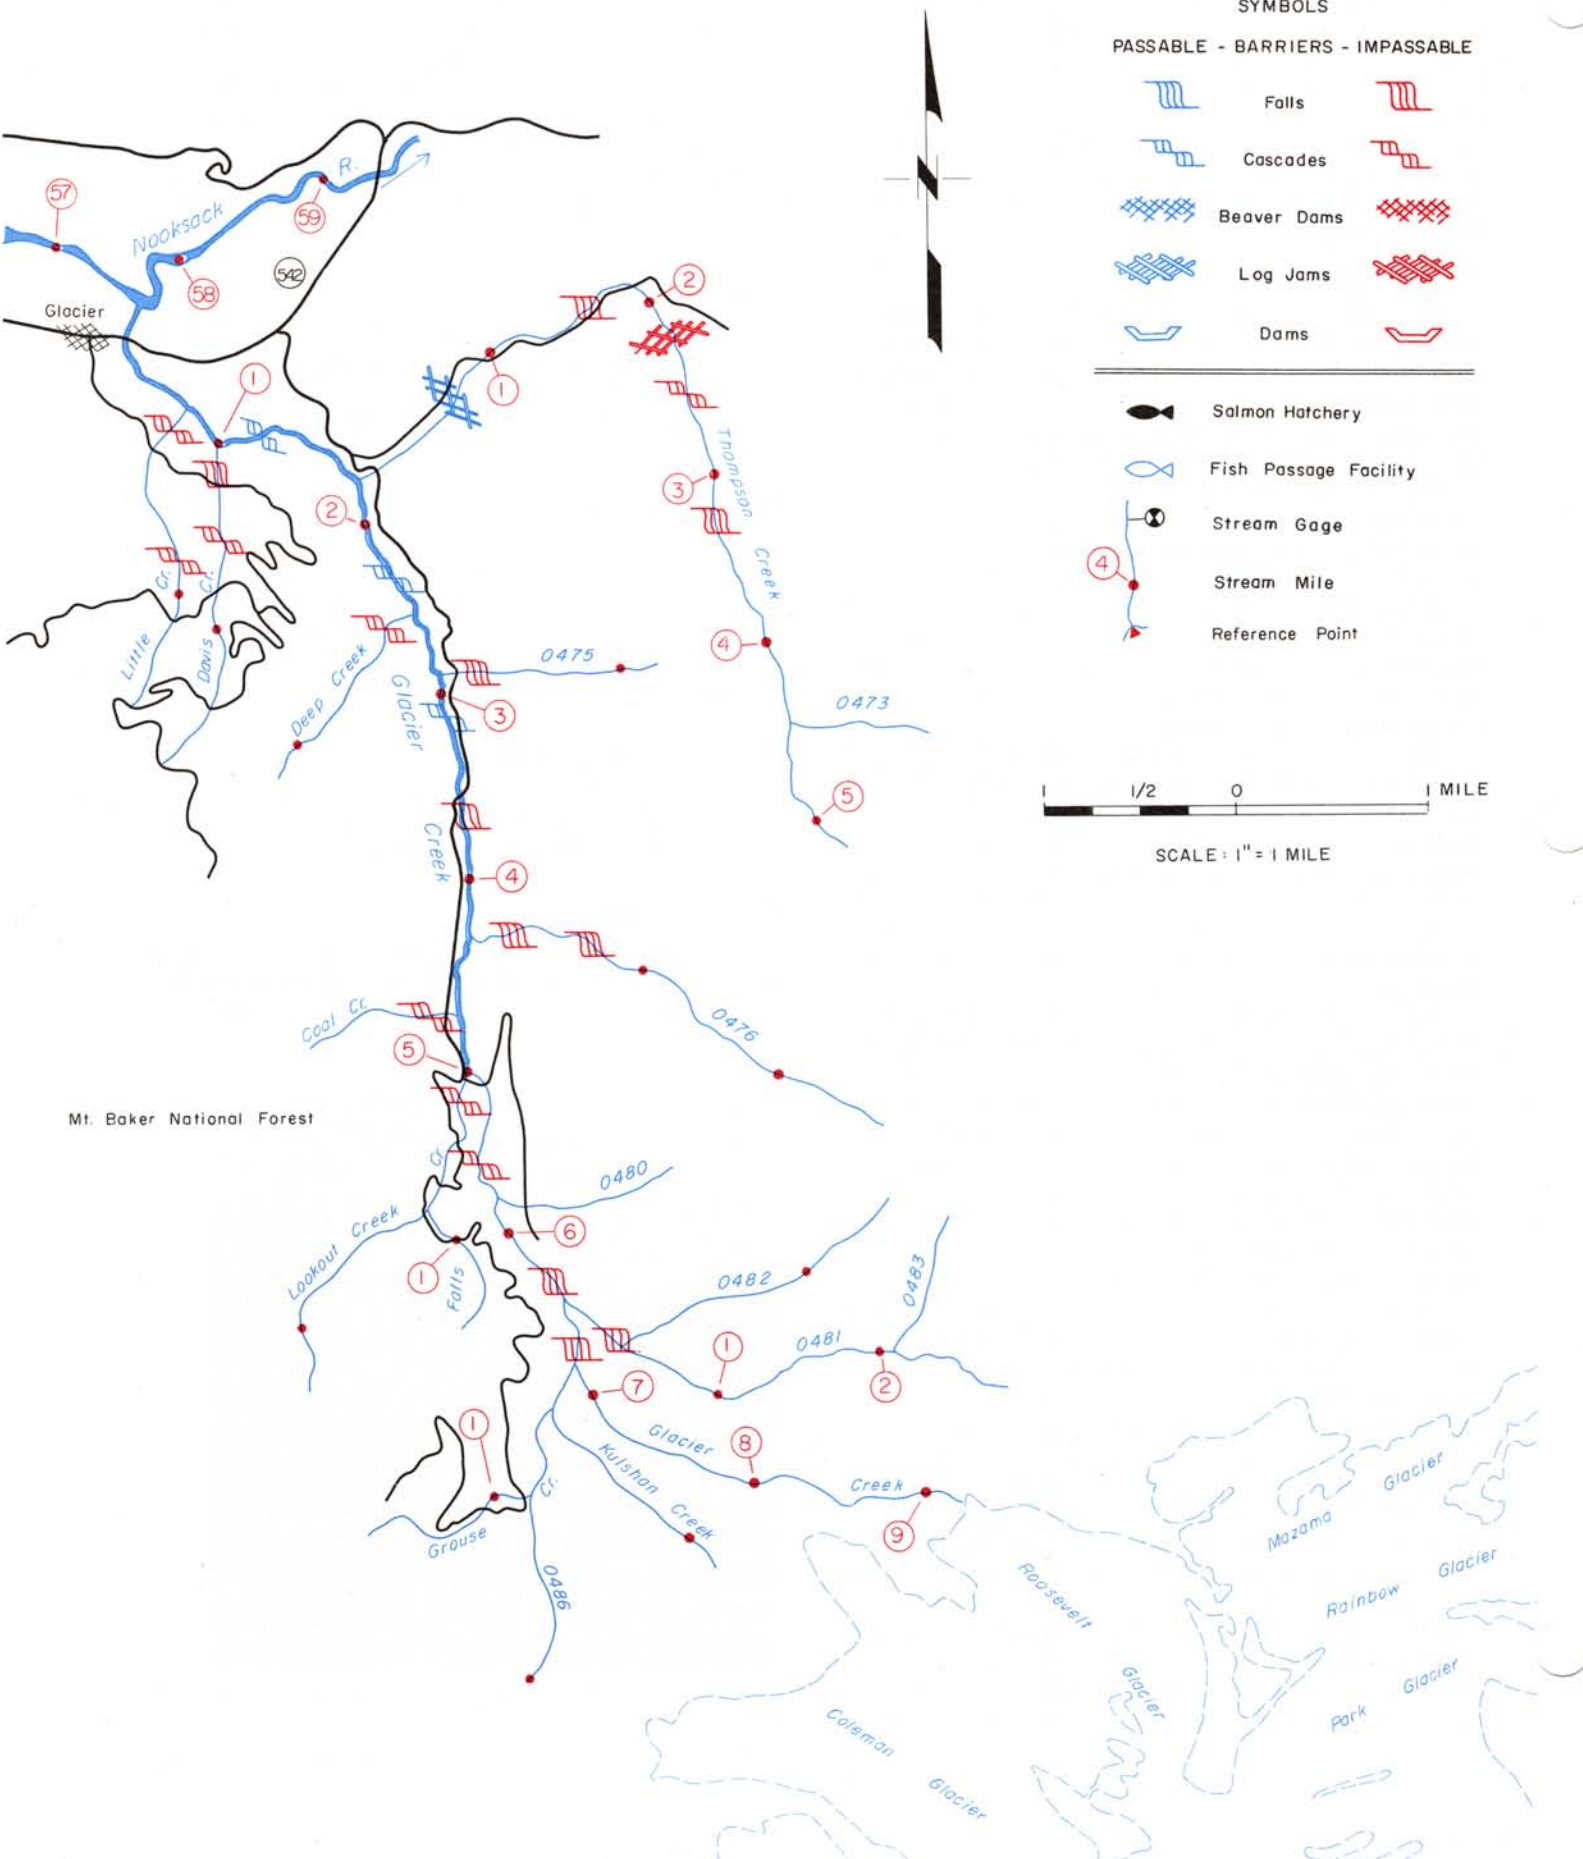 SYMBOLS
PASSABLE - BARRIERS - IMPASSABLE
Falls
Cascades
Beaver Dams
Log Jams
Dams
Salmon Hatchery
Fish Passage Facility
Stream Gage
4
Stream Mile
Reference Point
1 1/2 0 1 MILE
SCALE: 1" = 1 MILE
N
57
Nooksack R.
59
58
542
Glacier
1
2
1
2
3
Thompson Creek
4
0473
5
Little Cr.
Davis Cr.
Deep Creek
0475
Glacier Creek
3
4
0476
Coal Cr.
5
Mt. Baker National Forest
0480
6
Lookout Creek
1
Falls Cr.
0482
0483
0481
1
2
7
Glacier Creek
8
9
Kulshan Creek
1
Grouse Cr.
0486
Mazama Glacier
Rainbow Glacier
Roosevelt Glacier
Park Glacier
Coleman Glacier